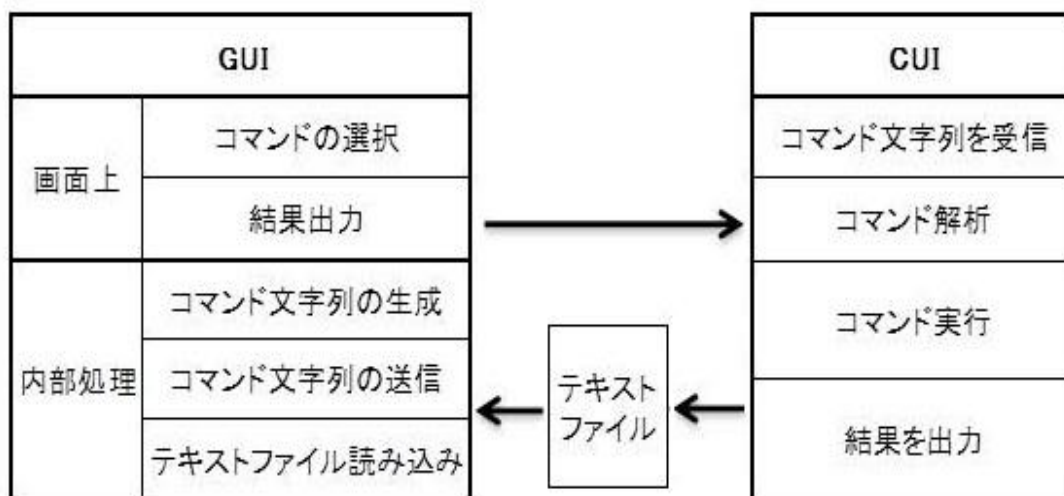 GUI
画面上
コマンドの選択
結果出力
内部処理
コマンド文字列の生成
コマンド文字列の送信
テキストファイル読み込み
テキスト
ファイル
CUI
コマンド文字列を受信
コマンド解析
コマンド実行
結果を出力